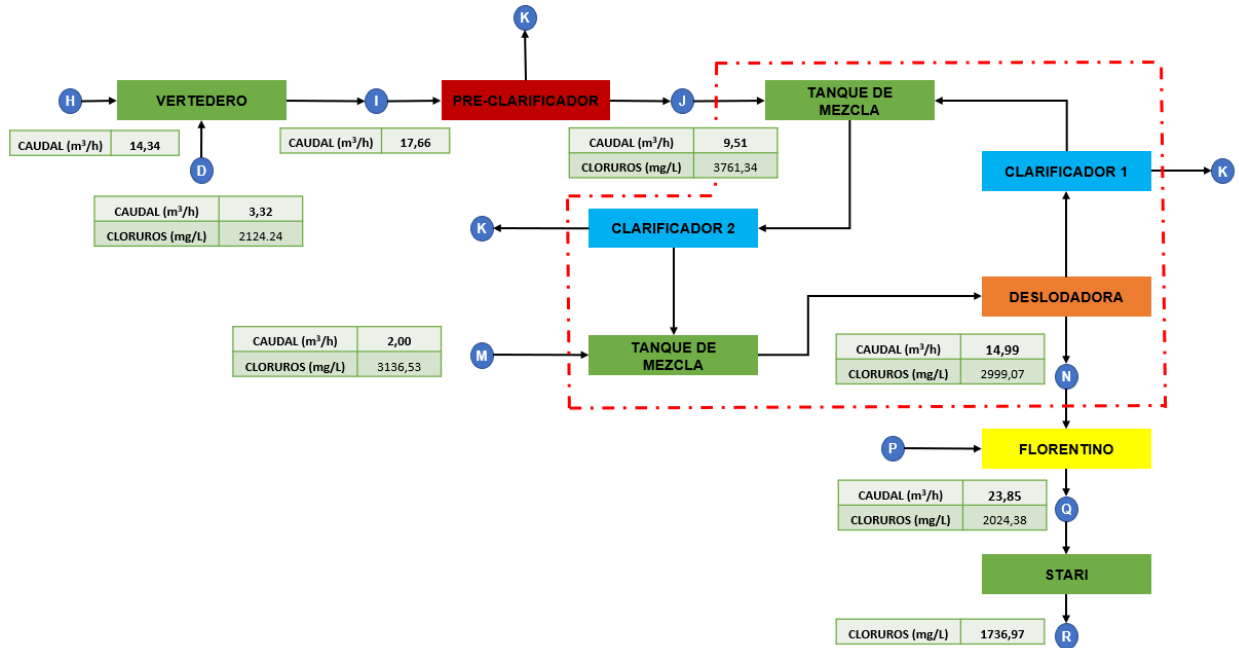 K
H
VERTEDERO
I
PRE-CLARIFICADOR
J
TANQUE DE
MEZCLA
CAUDAL (m³/h) 14,34
CAUDAL (m³/h) 17,66
CAUDAL (m³/h) 9,51
CLORUROS (mg/L) 3761,34
D
CAUDAL (m³/h) 3,32
CLORUROS (mg/L) 2124.24
CLARIFICADOR 1
K
K
CLARIFICADOR 2
DESLODADORA
CAUDAL (m³/h) 2,00
CLORUROS (mg/L) 3136,53
M
TANQUE DE
MEZCLA
CAUDAL (m³/h) 14,99
CLORUROS (mg/L) 2999,07
N
P
FLORENTINO
CAUDAL (m³/h) 23,85
CLORUROS (mg/L) 2024,38
Q
STARI
CLORUROS (mg/L) 1736,97
R